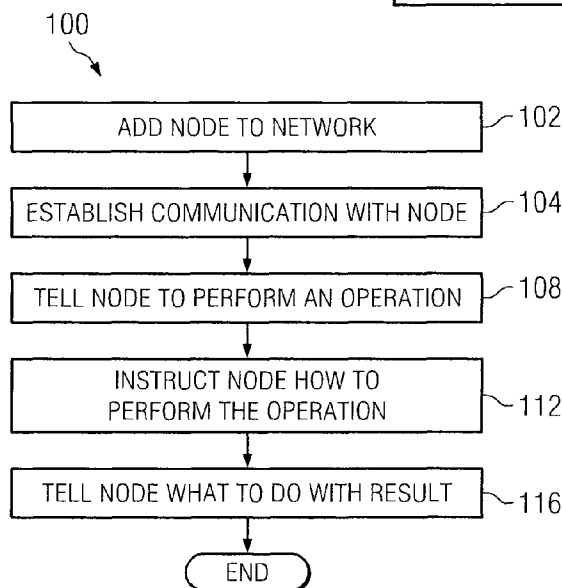 100
ADD NODE TO NETWORK 102
ESTABLISH COMMUNICATION WITH NODE 104
TELL NODE TO PERFORM AN OPERATION 108
INSTRUCT NODE HOW TO
PERFORM THE OPERATION 112
TELL NODE WHAT TO DO WITH RESULT 116
END